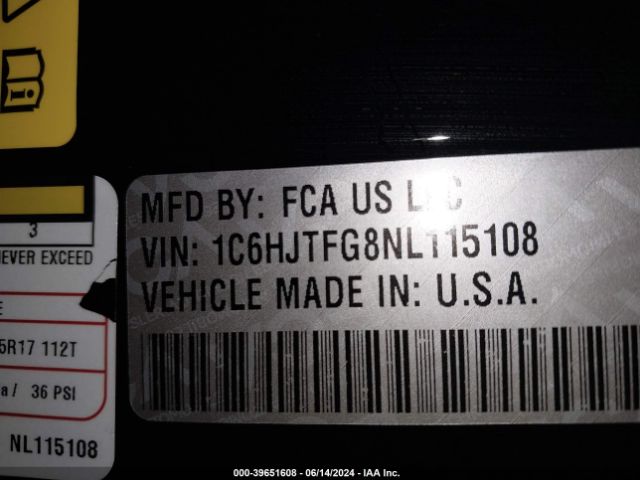 MFD BY: FCA US LLC
VIN: 1C6HJTFG8NL115108
VEHICLE MADE IN: U.S.A.
3
NEVER EXCEED
E
5R17 112T
a / 36 PSI
NL115108
000-39651608 - 06/14/2024 - IAA Inc.